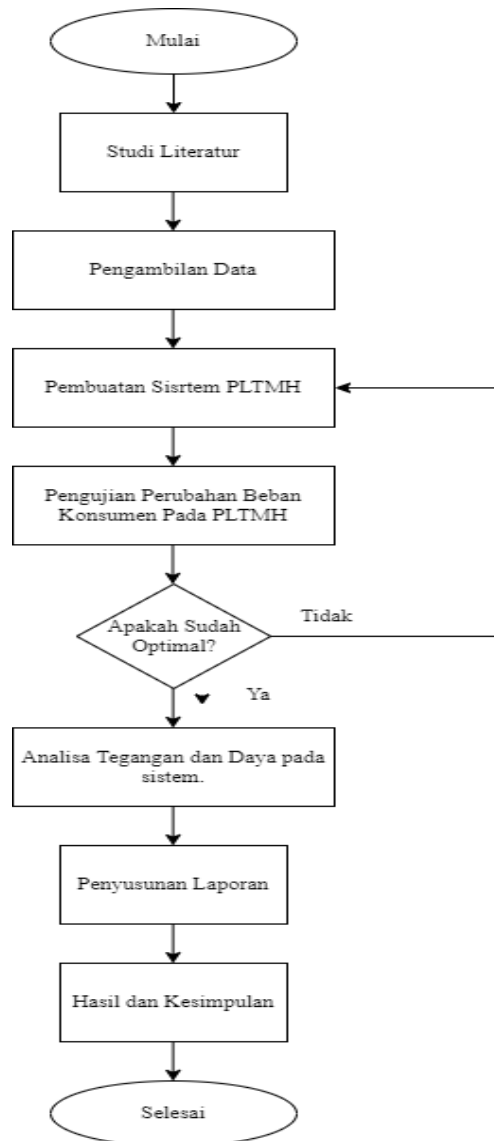 Mulai
Studi Literatur
Pengambilan Data
Pembuatan Sisrtem PLTMH
Pengujian Perubahan Beban
Konsumen Pada PLTMH
Apakah Sudah
Optimal?
Tidak
Ya
Analisa Tegangan dan Daya pada
sistem.
Penyusunan Laporan
Hasil dan Kesimpulan
Selesai